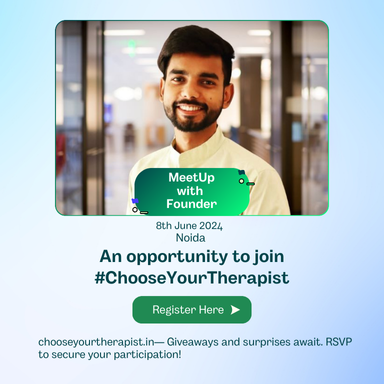 MeetUp
with
Founder
8th June 2024
Noida
An opportunity to join
#ChooseYourTherapist
Register Here
chooseyourtherapist.in— Giveaways and surprises await. RSVP
to secure your participation!